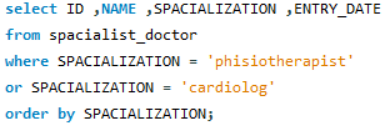 select ID ,NAME ,SPACIALIZATION ,ENTRY_DATE
from spacialist_doctor
where SPACIALIZATION = 'phisiotherapist'
or SPACIALIZATION = 'cardiolog'
order by SPACIALIZATION;